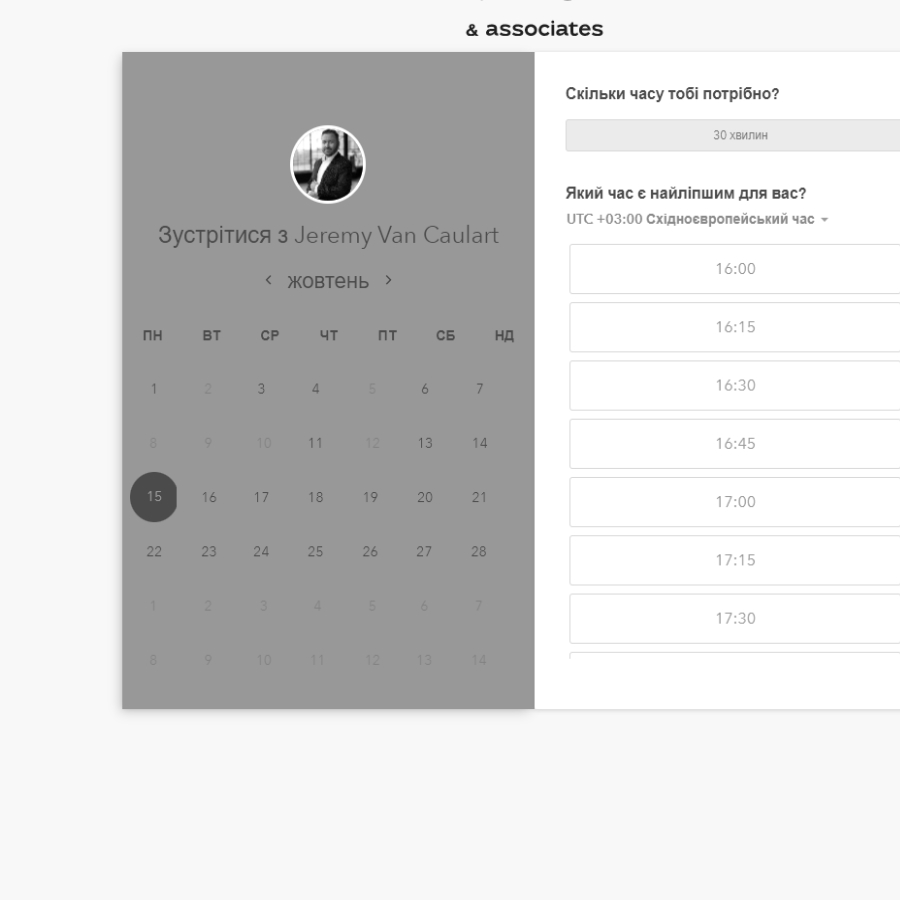 & associates
Зустрітися з Jeremy Van Caulart
жовтень
ПН ВТ СР ЧТ ПТ СБ НД
1 2 3 4 5 6 7
8 9 10 11 12 13 14
15 16 17 18 19 20 21
22 23 24 25 26 27 28
1 2 3 4 5 6 7
8 9 10 11 12 13 14
Скільки часу тобі потрібно?
30 хвилин
Який час є найліпшим для вас?
UTC +03:00 Східноєвропейський час
16:00
16:15
16:30
16:45
17:00
17:15
17:30